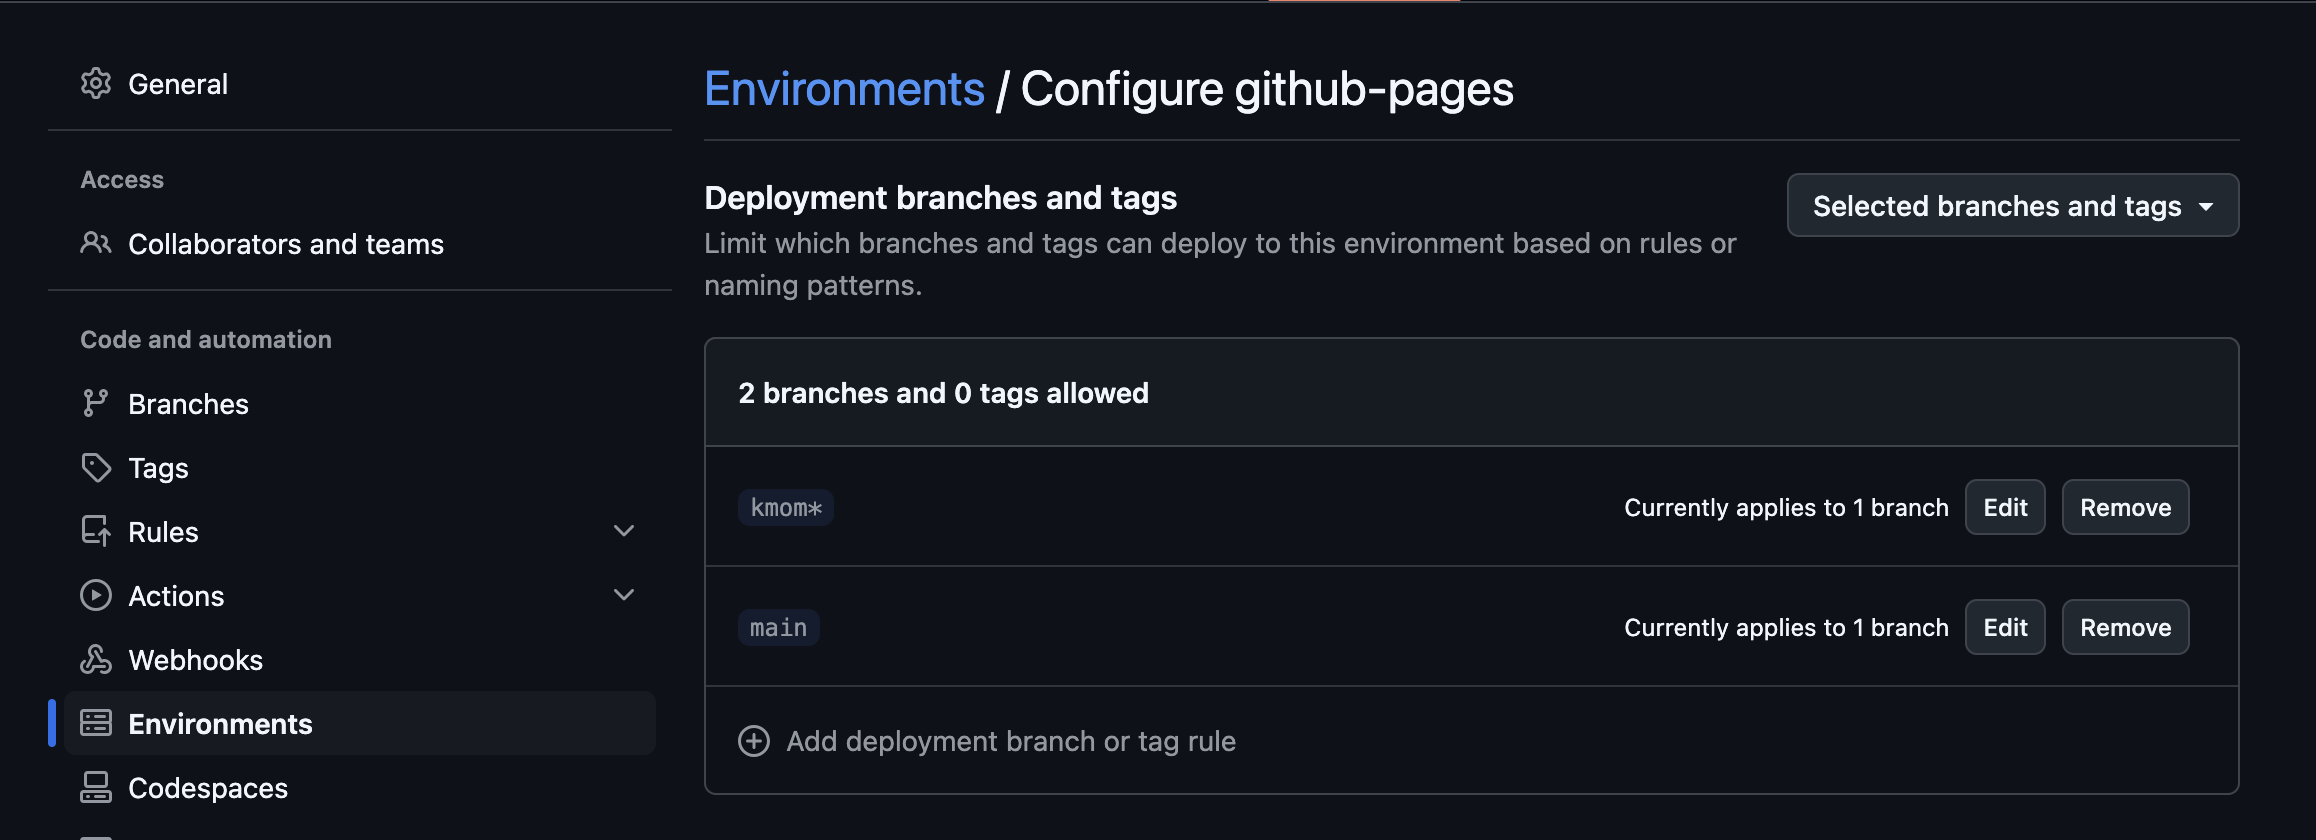 General
Access
Collaborators and teams
Code and automation
Branches
Tags
Rules
Actions
Webhooks
Environments
Codespaces
Environments / Configure github-pages
Deployment branches and tags
Limit which branches and tags can deploy to this environment based on rules or
naming patterns.
Selected branches and tags
2 branches and 0 tags allowed
kmom* Currently applies to 1 branch Edit Remove
main Currently applies to 1 branch Edit Remove
Add deployment branch or tag rule